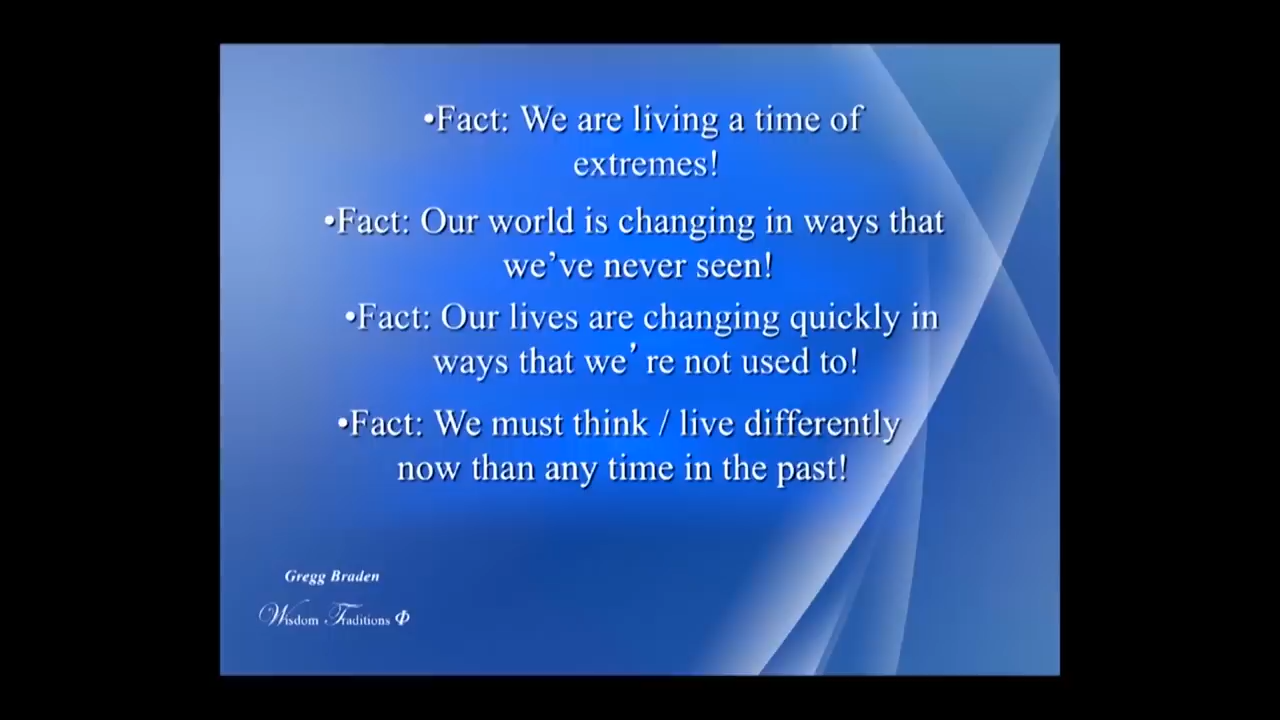 •Fact: We are living a time of
extremes!
•Fact: Our world is changing in ways that
we’ve never seen!
•Fact: Our lives are changing quickly in
ways that we’ re not used to!
•Fact: We must think / live differently
now than any time in the past!
Gregg Braden
Wisdom Traditions Φ